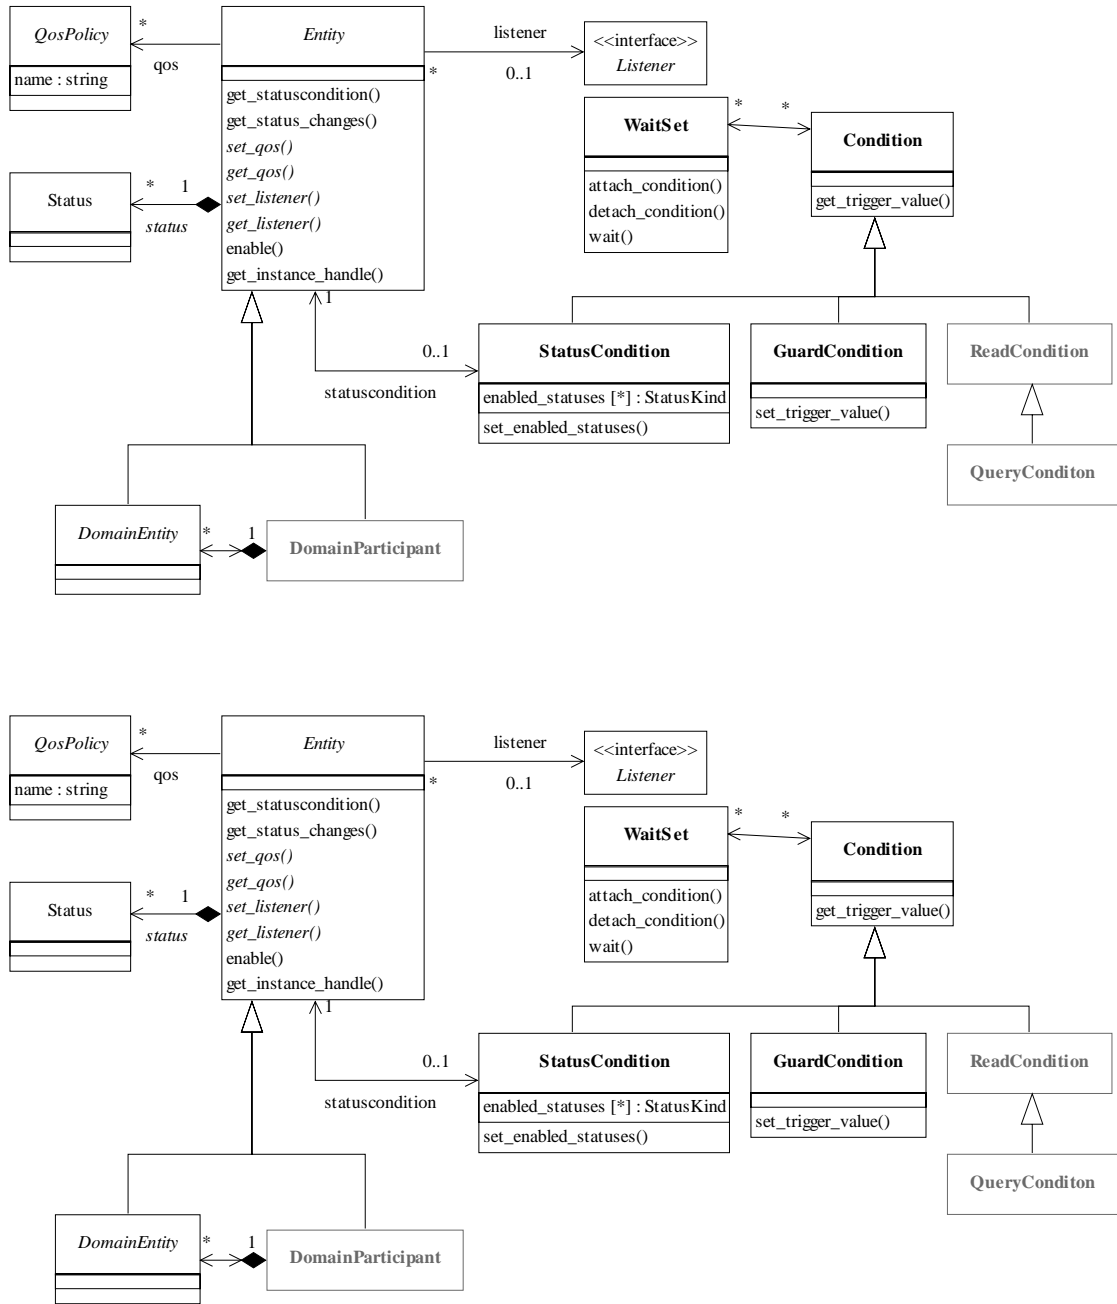 QosPolicy
name : string
*
qos
Entity
get_statuscondition()
get_status_changes()
set_qos()
get_qos()
set_listener()
get_listener()
enable()
get_instance_handle()
listener
*
0..1
<<interface>>
Listener
Status
*
1
status
WaitSet
attach_condition()
detach_condition()
wait()
*
*
Condition
get_trigger_value()
1
0..1
statuscondition
StatusCondition
enabled_statuses [*] : StatusKind
set_enabled_statuses()
GuardCondition
set_trigger_value()
ReadCondition
QueryConditon
DomainEntity
*
1
DomainParticipant
QosPolicy
name : string
*
qos
Entity
get_statuscondition()
get_status_changes()
set_qos()
get_qos()
set_listener()
get_listener()
enable()
get_instance_handle()
listener
*
0..1
<<interface>>
Listener
Status
*
1
status
WaitSet
attach_condition()
detach_condition()
wait()
*
*
Condition
get_trigger_value()
1
0..1
statuscondition
StatusCondition
enabled_statuses [*] : StatusKind
set_enabled_statuses()
GuardCondition
set_trigger_value()
ReadCondition
QueryConditon
DomainEntity
*
1
DomainParticipant